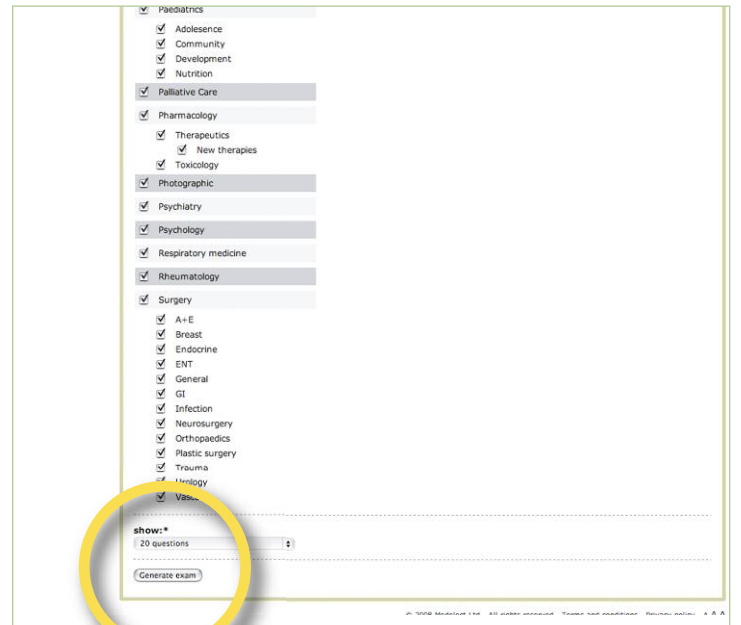 Paediatrics
Adolesence
Community
Development
Nutrition
Palliative Care
Pharmacology
Therapeutics
New therapies
Toxicology
Photographic
Psychiatry
Psychology
Respiratory medicine
Rheumatology
Surgery
A+E
Breast
Endocrine
ENT
General
GI
Infection
Neurosurgery
Orthopaedics
Plastic surgery
Trauma
Urology
show:*
20 questions
Generate exam
© 2008 Medelect Ltd All rights reserved Terms and conditions Privacy policy A A A